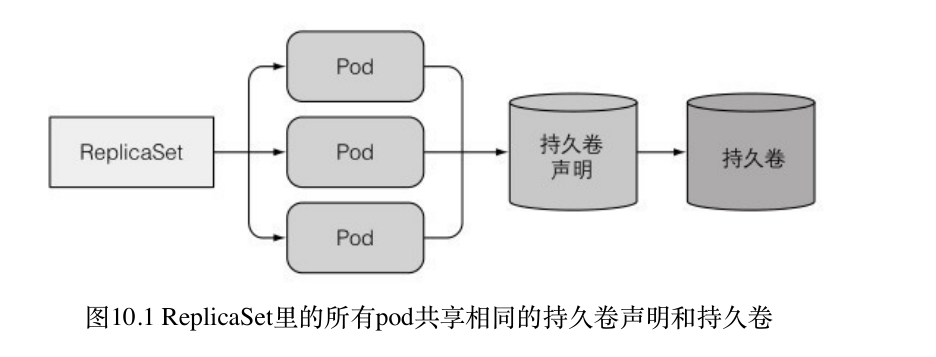 Pod
ReplicaSet
Pod
持久卷
声明
持久卷
Pod
图10.1 ReplicaSet里的所有pod共享相同的持久卷声明和持久卷